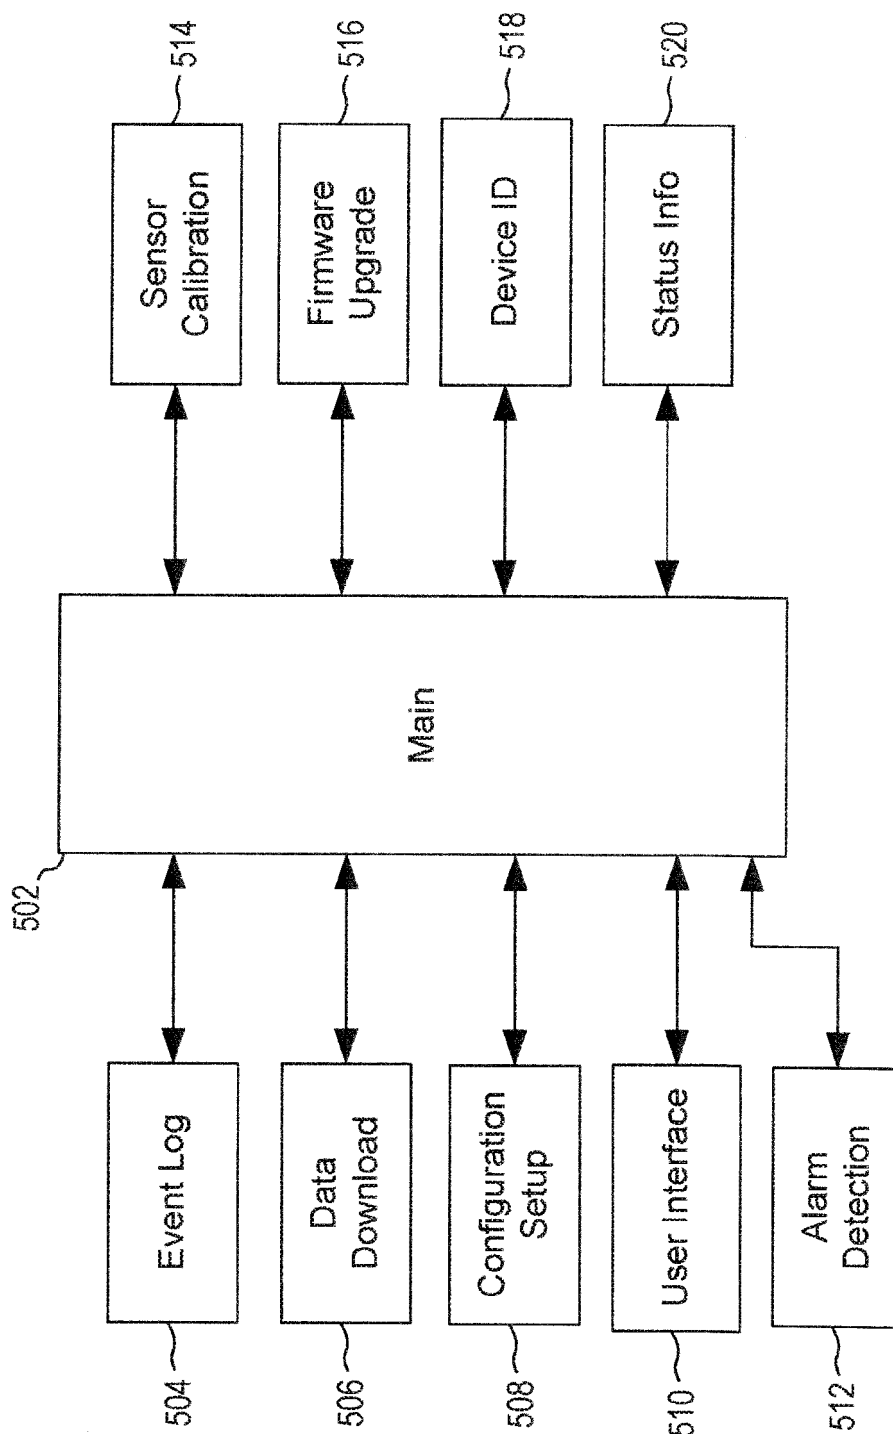 502
Main
504
Event Log
506
Data
Download
508
Configuration
Setup
510
User Interface
512
Alarm
Detection
514
Sensor
Calibration
516
Firmware
Upgrade
518
Device ID
520
Status Info